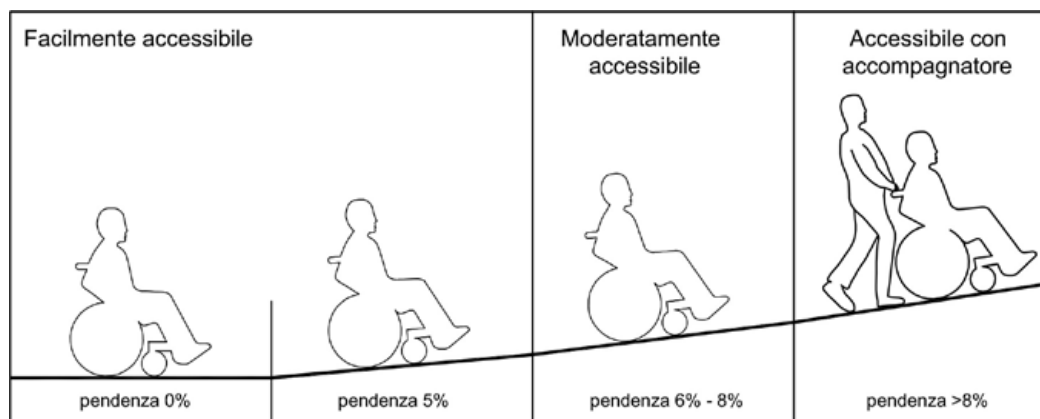 Facilmente accessibile
Moderatamente
accessibile
Accessibile con
accompagnatore
pendenza 0%
pendenza 5%
pendenza 6% - 8%
pendenza >8%